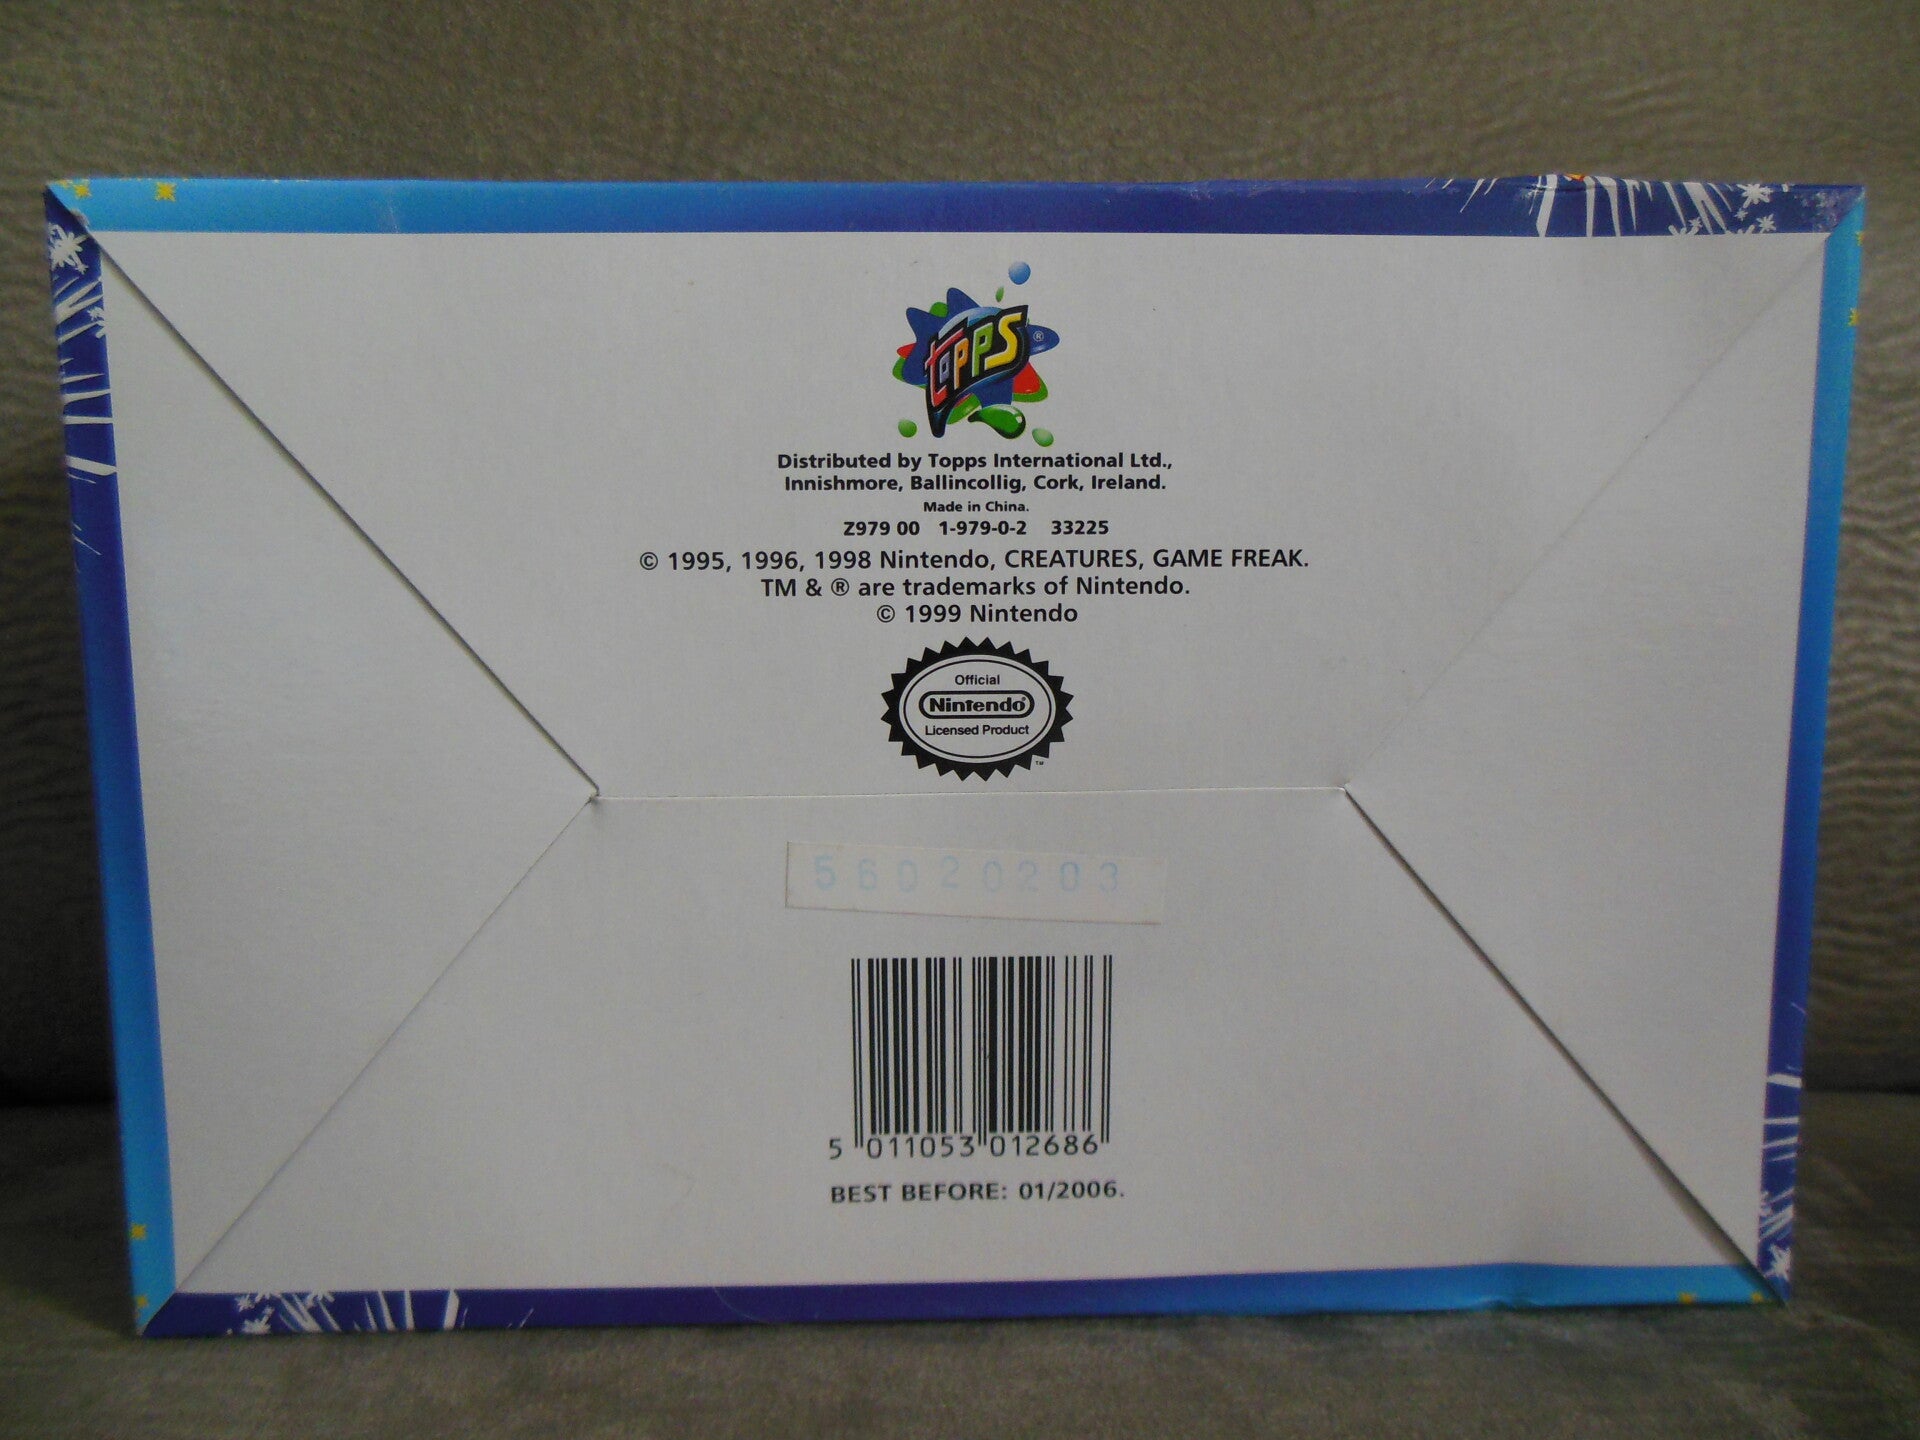 topps ®
Distributed by Topps International Ltd.,
Innishmore, Ballincollig, Cork, Ireland.
Made in China.
Z979 00 1-979-0-2 33225
© 1995, 1996, 1998 Nintendo, CREATURES, GAME FREAK.
TM & ® are trademarks of Nintendo.
© 1999 Nintendo
Official
Nintendo®
Licensed Product
TM
56020203
5 011053 012686
BEST BEFORE: 01/2006.